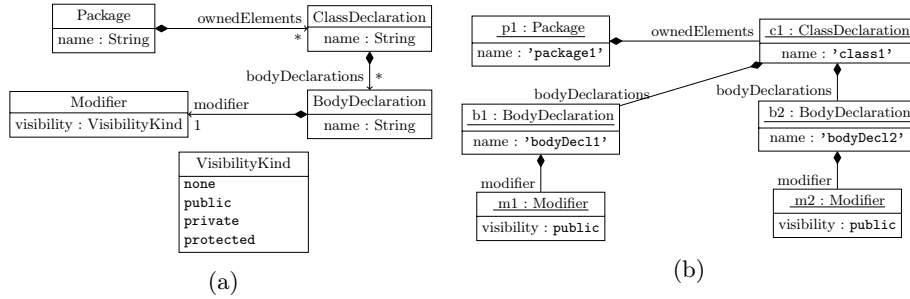 Package
name : String
ownedElements
*
ClassDeclaration
name : String
bodyDeclarations
*
Modifier
visibility : VisibilityKind
modifier
1
BodyDeclaration
name : String
VisibilityKind
none
public
private
protected
(a)
p1 : Package
name : 'package1'
ownedElements
c1 : ClassDeclaration
name : 'class1'
bodyDeclarations
bodyDeclarations
b1 : BodyDeclaration
name : 'bodyDecl1'
b2 : BodyDeclaration
name : 'bodyDecl2'
modifier
modifier
m1 : Modifier
visibility : public
m2 : Modifier
visibility : public
(b)